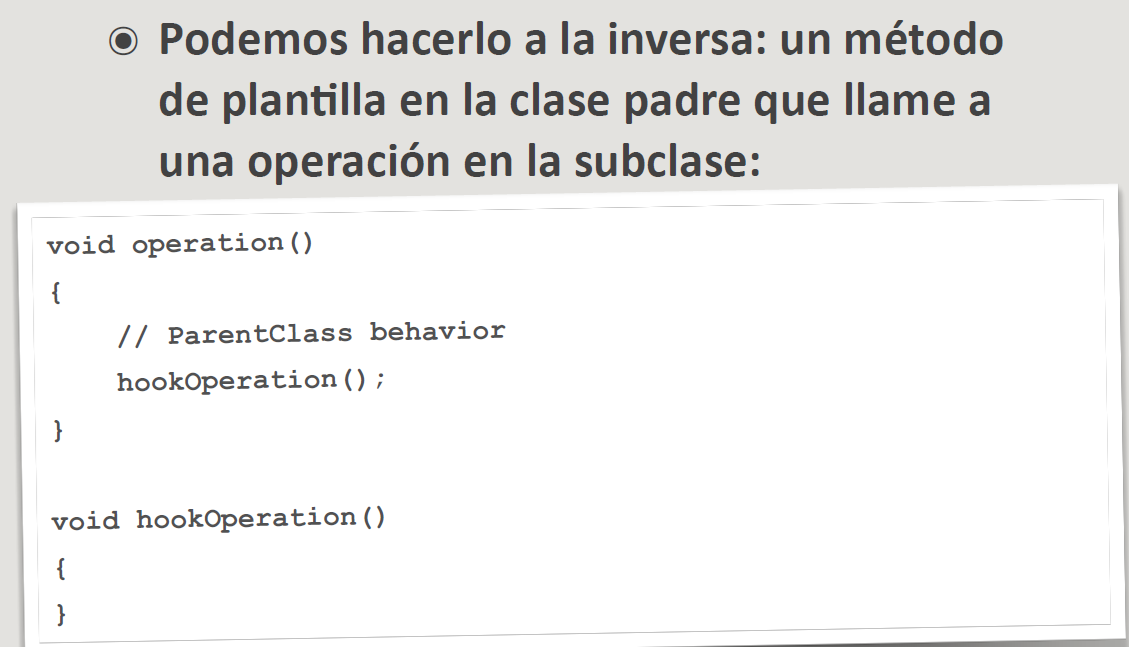 Podemos hacerlo a la inversa: un método
de plantilla en la clase padre que llame a
una operación en la subclase:
void operation()
{
// ParentClass behavior
hookOperation();
}
void hookOperation()
{
}